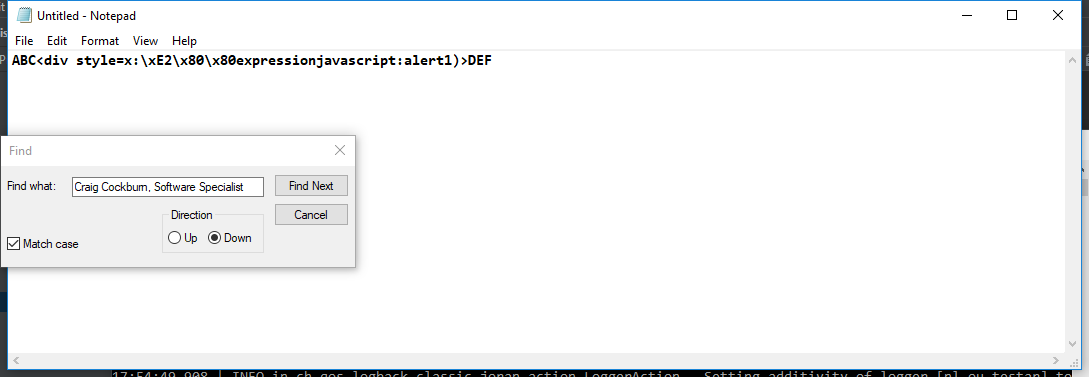 Untitled - Notepad
File Edit Format View Help
ABC<div style=x:\xE2\x80\x80expressionjavascript:alert1)>DEF
Find
Find what: Craig Cockburn, Software Specialist Find Next
Direction Cancel
Match case Up Down
17:54:49,908 | INFO in ch.qos.logback.classic.joran.action.LoggerAction - Setting additivity of logger [nl.ou.testar] to